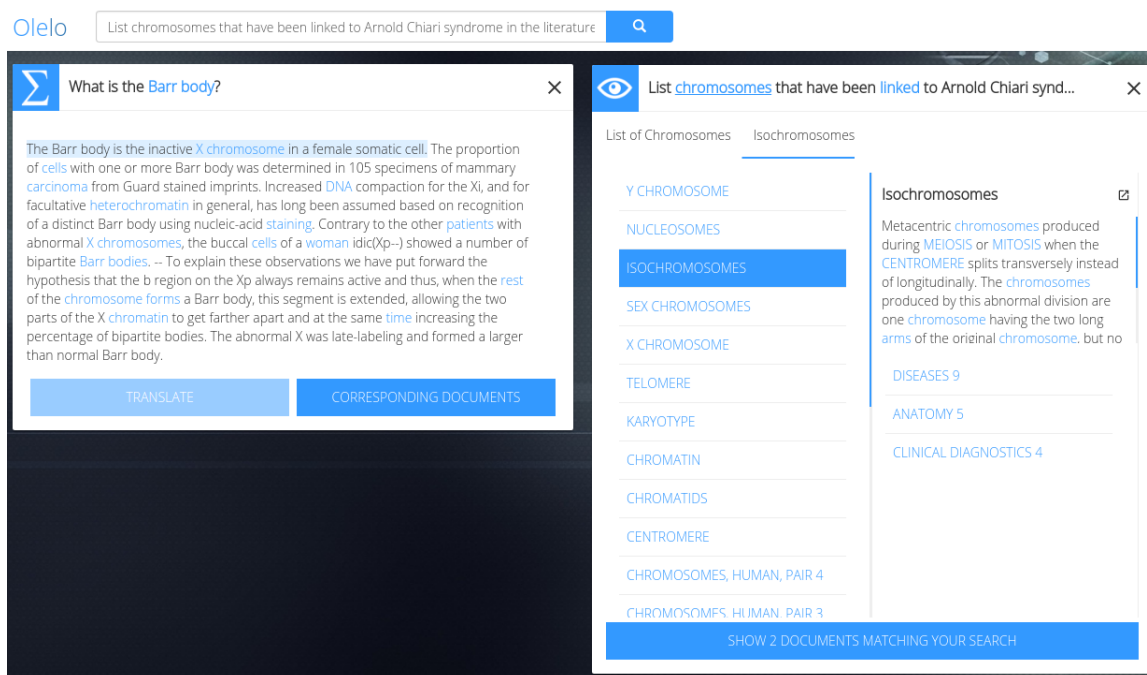 Olelo
List chromosomes that have been linked to Arnold Chiari syndrome in the literature
Σ
What is the Barr body?
The Barr body is the inactive X chromosome in a female somatic cell. The proportion
of cells with one or more Barr body was determined in 105 specimens of mammary
carcinoma from Guard stained imprints. Increased DNA compaction for the Xi, and for
facultative heterochromatin in general, has long been assumed based on recognition
of a distinct Barr body using nucleic-acid staining. Contrary to the other patients with
abnormal X chromosomes, the buccal cells of a woman idic(Xp--) showed a number of
bipartite Barr bodies. -- To explain these observations we have put forward the
hypothesis that the b region on the Xp always remains active and thus, when the rest
of the chromosome forms a Barr body, this segment is extended, allowing the two
parts of the X chromatin to get farther apart and at the same time increasing the
percentage of bipartite bodies. The abnormal X was late-labeling and formed a larger
than normal Barr body.
TRANSLATE
CORRESPONDING DOCUMENTS
List chromosomes that have been linked to Arnold Chiari synd...
List of Chromosomes
Isochromosomes
Y CHROMOSOME
NUCLEOSOMES
ISOCHROMOSOMES
SEX CHROMOSOMES
X CHROMOSOME
TELOMERE
KARYOTYPE
CHROMATIN
CHROMATIDS
CENTROMERE
CHROMOSOMES, HUMAN, PAIR 4
CHROMOSOMES, HUMAN, PAIR 3
Isochromosomes
Metacentric chromosomes produced
during MEIOSIS or MITOSIS when the
CENTROMERE splits transversely instead
of longitudinally. The chromosomes
produced by this abnormal division are
one chromosome having the two long
arms of the original chromosome, but no
DISEASES 9
ANATOMY 5
CLINICAL DIAGNOSTICS 4
SHOW 2 DOCUMENTS MATCHING YOUR SEARCH